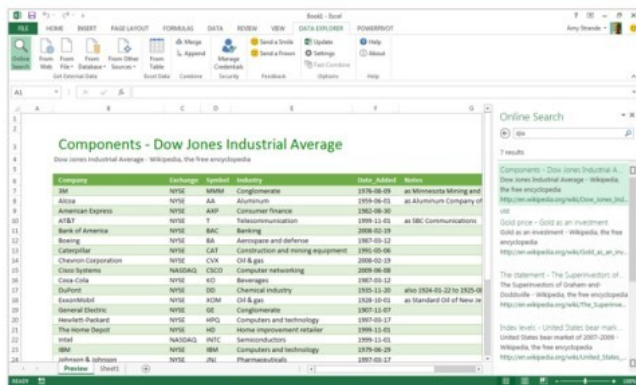 Book1 - Excel
FILE HOME INSERT PAGE LAYOUT FORMULAS DATA REVIEW VIEW DATA EXPLORER POWERPIVOT
Online Search From Web From File From Database From Other Sources From Table Merge Append Manage Credentials Send a Smile Send a Frown Update Settings Fast Combine Help About
Get External Data Excel Data Combine Security Feedback Options Help
A1
A B C D E F G
Online Search
7 results
Components - Dow Jones Industrial Average
Dow Jones Industrial Average - Wikipedia, the free encyclopedia
Company Exchange Symbol Industry Date_Added Notes
3M NYSE MMM Conglomerate 1976-08-09 as Minnesota Mining and
Alcoa NYSE AA Aluminum 1959-06-01 as Aluminum Company of
American Express NYSE AXP Consumer finance 1982-08-30
AT&T NYSE T Telecommunication 1999-11-01 as SBC Communications
Bank of America NYSE BAC Banking 2008-02-19
Boeing NYSE BA Aerospace and defense 1987-03-12
Caterpillar NYSE CAT Construction and mining equipment 1991-05-06
Chevron Corporation NYSE CVX Oil & gas 2008-02-19
Cisco Systems NASDAQ CSCO Computer networking 2009-06-08
Coca-Cola NYSE KO Beverages 1987-03-12
DuPont NYSE DD Chemical industry 1935-11-20 also 1924-01-22 to 1925-08
ExxonMobil NYSE XOM Oil & gas 1928-10-01 as Standard Oil of New Je
General Electric NYSE GE Conglomerate 1907-11-07
Hewlett-Packard NYSE HPQ Computers and technology 1997-03-17
The Home Depot NYSE HD Home improvement retailer 1999-11-01
Intel NASDAQ INTC Semiconductors 1999-11-01
IBM NYSE IBM Computers and technology 1979-06-29
Johnson & Johnson NYSE JNJ Pharmaceuticals 1997-03-17
Components - Dow Jones Industrial A...
Dow Jones Industrial Average - Wikipedia,
the free encyclopedia
http://en.wikipedia.org/wiki/Dow_Jones_Ind...
Gold price - Gold as an investment
Gold as an investment - Wikipedia, the free
encyclopedia
http://en.wikipedia.org/wiki/Gold_as_an_inv...
The statement - The Superinvestors of...
The Superinvestors of Graham-and-
Doddsville - Wikipedia, the free encyclopedia
http://en.wikipedia.org/wiki/The_Superinve...
Index levels - United States bear mark...
United States bear market of 2007–2009 -
Wikipedia, the free encyclopedia
http://en.wikipedia.org/wiki/United_States_...
Preview Sheet1
READY